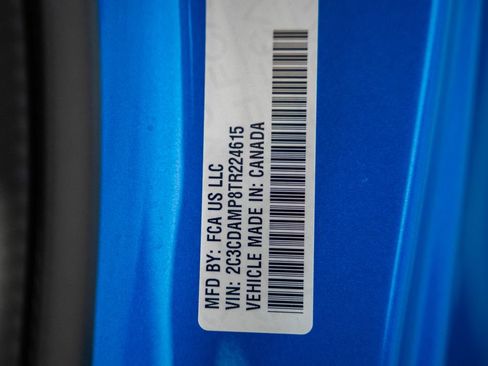 MFD BY: FCA US LLC
VIN: 2C3CDAMP8TR224615
VEHICLE MADE IN: CANADA